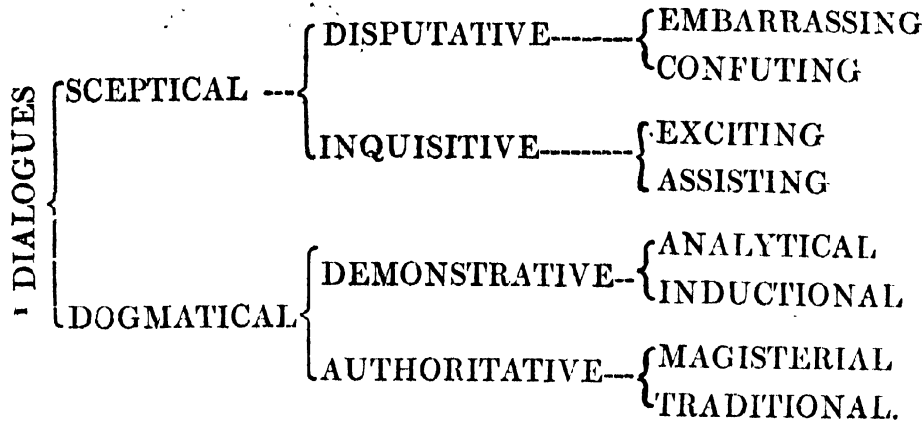 DIALOGUES
SCEPTICAL
DISPUTATIVE
EMBARRASSING
CONFUTING
INQUISITIVE
EXCITING
ASSISTING
DOGMATICAL
DEMONSTRATIVE
ANALYTICAL
INDUCTIONAL
AUTHORITATIVE
MAGISTERIAL
TRADITIONAL.